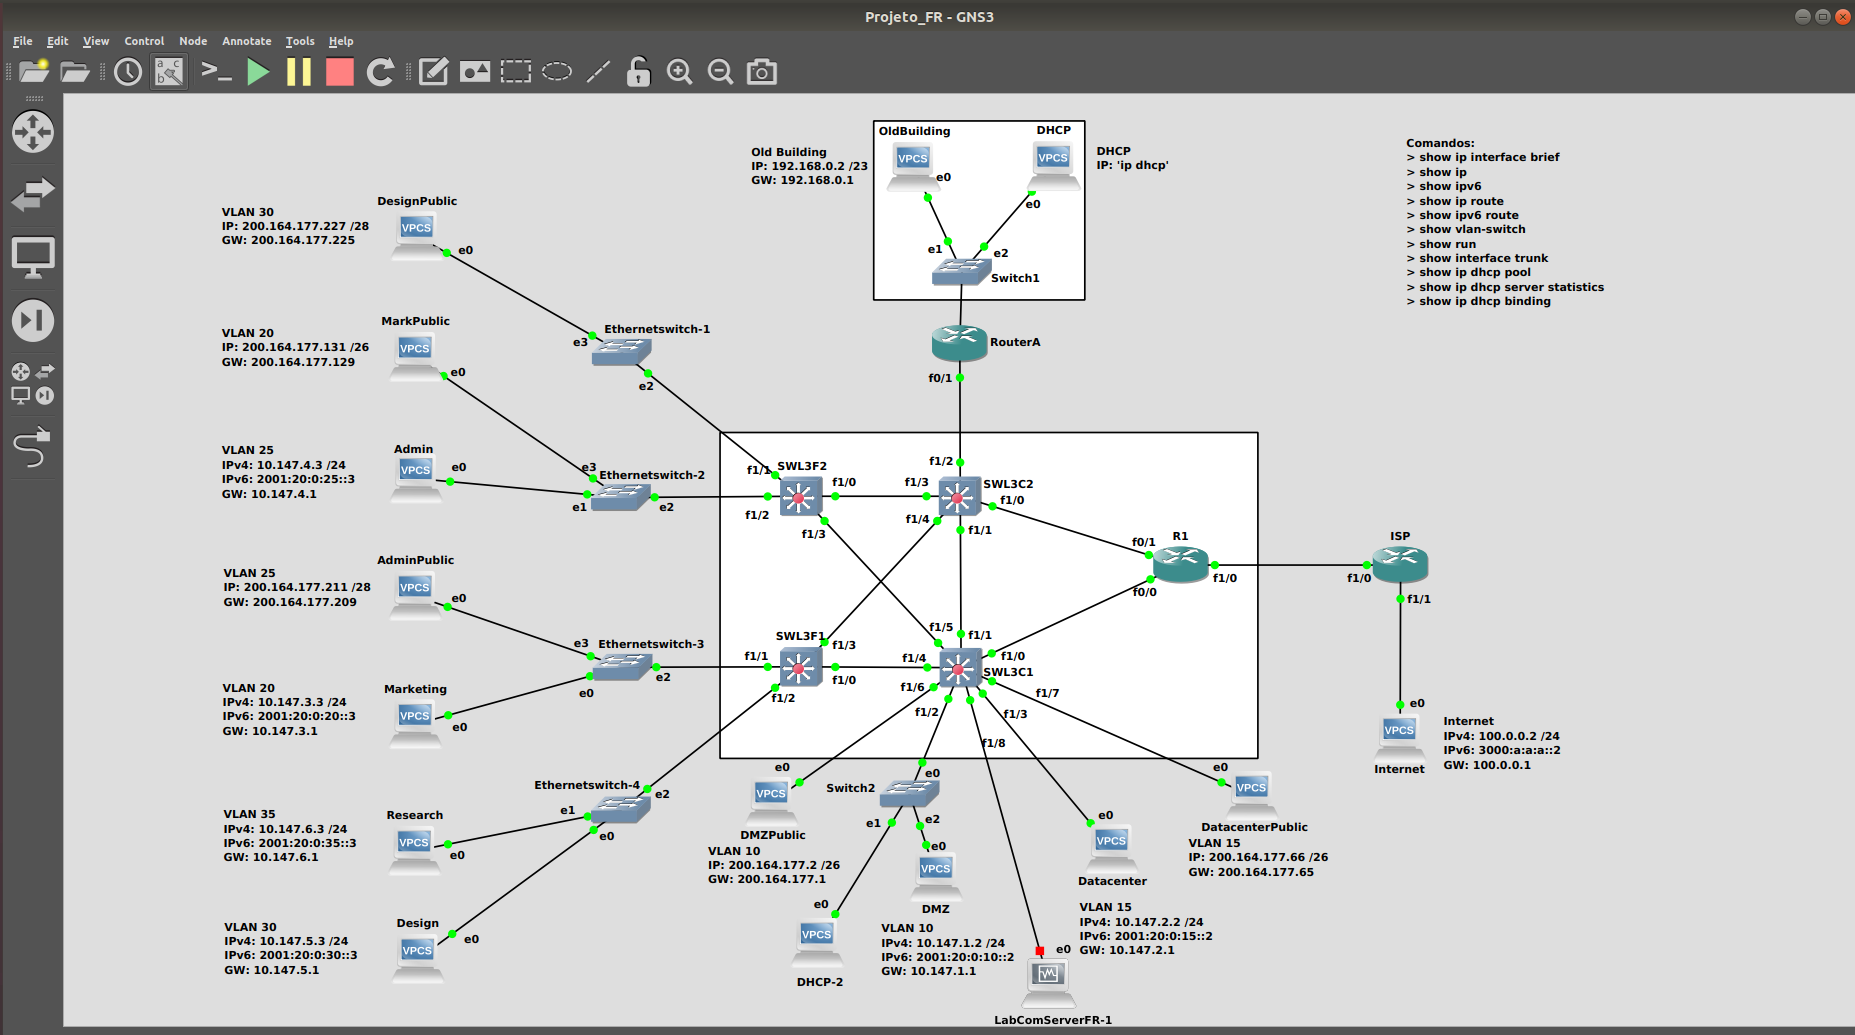 Projeto_FR - GNS3
File Edit View Control Node Annotate Tools Help
OldBuilding
DHCP
VPCS
VPCS
e0
e0
e1
e2
Switch1
Old Building
IP: 192.168.0.2 /23
GW: 192.168.0.1
DHCP
IP: 'ip dhcp'
Comandos:
> show ip interface brief
> show ip
> show ipv6
> show ip route
> show ipv6 route
> show vlan-switch
> show run
> show interface trunk
> show ip dhcp pool
> show ip dhcp server statistics
> show ip dhcp binding
RouterA
f0/1
VLAN 30
IP: 200.164.177.227 /28
GW: 200.164.177.225
DesignPublic
VPCS
e0
Ethernetswitch-1
e3
e2
VLAN 20
IP: 200.164.177.131 /26
GW: 200.164.177.129
MarkPublic
VPCS
e0
VLAN 25
IPv4: 10.147.4.3 /24
IPv6: 2001:20:0:25::3
GW: 10.147.4.1
Admin
VPCS
e0
e3
Ethernetswitch-2
e1
e2
VLAN 25
IP: 200.164.177.211 /28
GW: 200.164.177.209
AdminPublic
VPCS
e0
e3
Ethernetswitch-3
e0
e2
VLAN 20
IPv4: 10.147.3.3 /24
IPv6: 2001:20:0:20::3
GW: 10.147.3.1
Marketing
VPCS
e0
VLAN 35
IPv4: 10.147.6.3 /24
IPv6: 2001:20:0:35::3
GW: 10.147.6.1
Research
VPCS
e0
Ethernetswitch-4
e1
e2
e0
VLAN 30
IPv4: 10.147.5.3 /24
IPv6: 2001:20:0:30::3
GW: 10.147.5.1
Design
VPCS
e0
f1/1
SWL3F2
f1/0
f1/2
f1/3
f1/2
f1/3
SWL3C2
f1/0
f1/4
f1/1
SWL3F1
f1/3
f1/1
f1/0
f1/2
f1/5
f1/1
f1/4
f1/0
f1/6
SWL3C1
f1/2
f1/7
f1/3
f1/8
R1
f0/1
f0/0
f1/0
ISP
f1/0
f1/1
e0
VPCS
Internet
Internet
IPv4: 100.0.0.2 /24
IPv6: 3000:a:a:a::2
GW: 100.0.0.1
e0
VPCS
DMZPublic
VLAN 10
IP: 200.164.177.2 /26
GW: 200.164.177.1
Switch2
e0
e1
e2
e0
VPCS
DMZ
VLAN 10
IPv4: 10.147.1.2 /24
IPv6: 2001:20:0:10::2
GW: 10.147.1.1
e0
VPCS
DHCP-2
e0
LabComServerFR-1
e0
VPCS
Datacenter
VLAN 15
IPv4: 10.147.2.2 /24
IPv6: 2001:20:0:15::2
GW: 10.147.2.1
e0
VPCS
DatacenterPublic
VLAN 15
IP: 200.164.177.66 /26
GW: 200.164.177.65